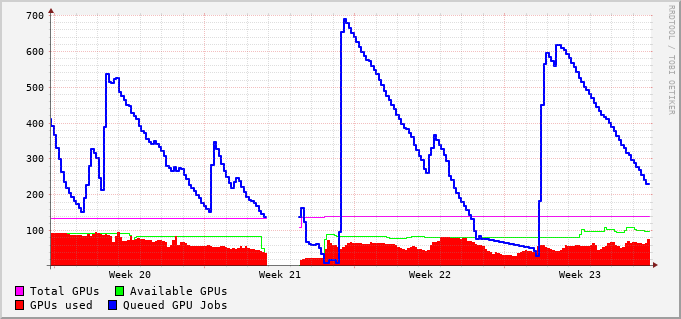 700
600
500
400
300
200
100
Week 20 Week 21 Week 22 Week 23
Total GPUs Available GPUs
GPUs used Queued GPU Jobs
RRDTOOL / TOBI OETIKER